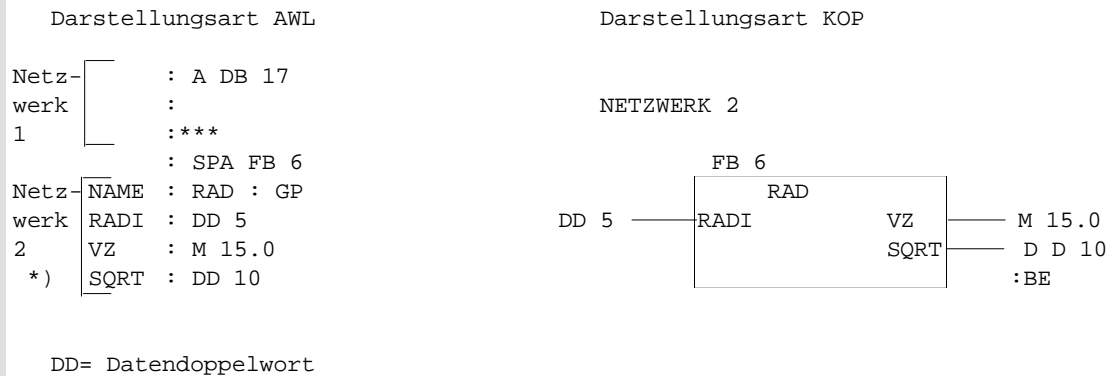 Darstellungsart AWL
Netz- : A DB 17
werk :
1 :***
: SPA FB 6
Netz- NAME : RAD : GP
werk RADI : DD 5
2 VZ : M 15.0
*) SQRT : DD 10
DD= Datendoppelwort
Darstellungsart KOP
NETZWERK 2
FB 6
RAD
DD 5 RADI VZ M 15.0
SQRT D D 10
:BE